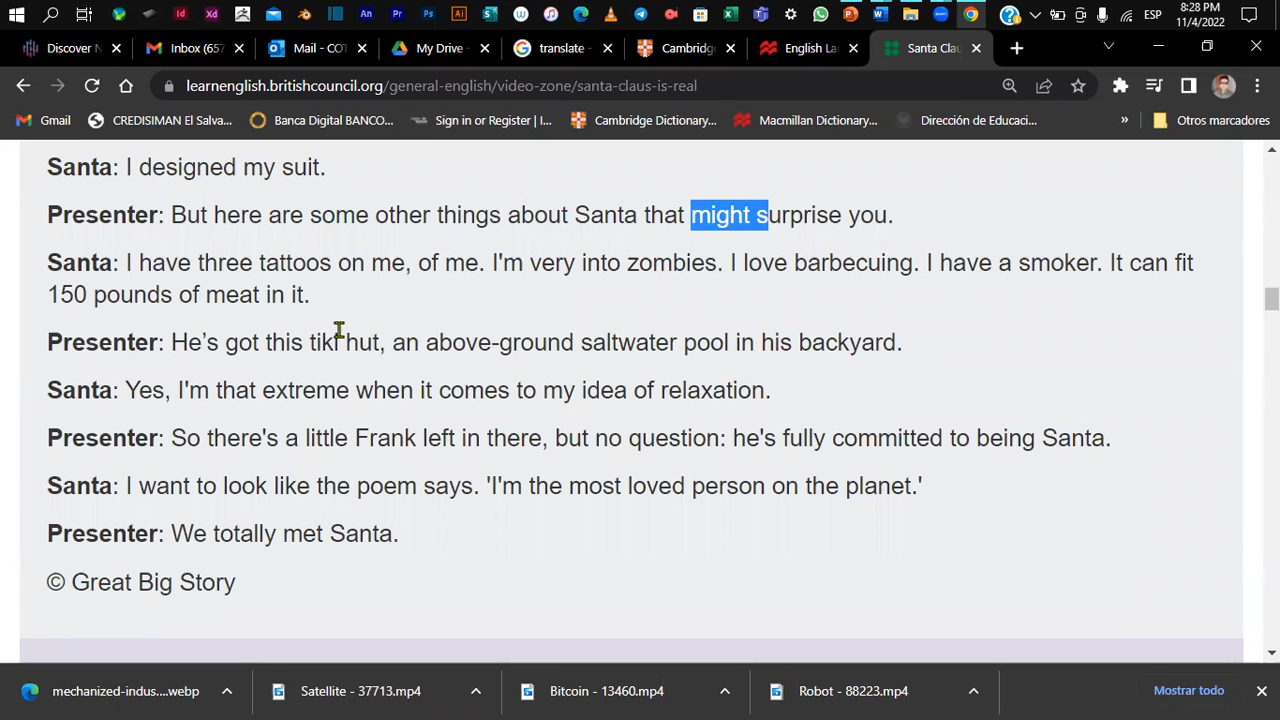 8:28 PM
ESP
11/4/2022
Discover N
Inbox (657
Mail - COT
My Drive -
translate -
Cambridg
English La
Santa Clau
learnenglish.britishcouncil.org/general-english/video-zone/santa-claus-is-real
Gmail
CREDISIMAN El Salva...
Banca Digital BANCO...
Sign in or Register | I...
Cambridge Dictionary...
Macmillan Dictionary...
Dirección de Educaci...
»
Otros marcadores
Santa: I designed my suit.
Presenter: But here are some other things about Santa that might surprise you.
Santa: I have three tattoos on me, of me. I'm very into zombies. I love barbecuing. I have a smoker. It can fit
150 pounds of meat in it.
Presenter: He's got this tiki hut, an above-ground saltwater pool in his backyard.
Santa: Yes, I'm that extreme when it comes to my idea of relaxation.
Presenter: So there's a little Frank left in there, but no question: he's fully committed to being Santa.
Santa: I want to look like the poem says. 'I'm the most loved person on the planet.'
Presenter: We totally met Santa.
© Great Big Story
mechanized-indus....webp
Satellite - 37713.mp4
Bitcoin - 13460.mp4
Robot - 88223.mp4
Mostrar todo